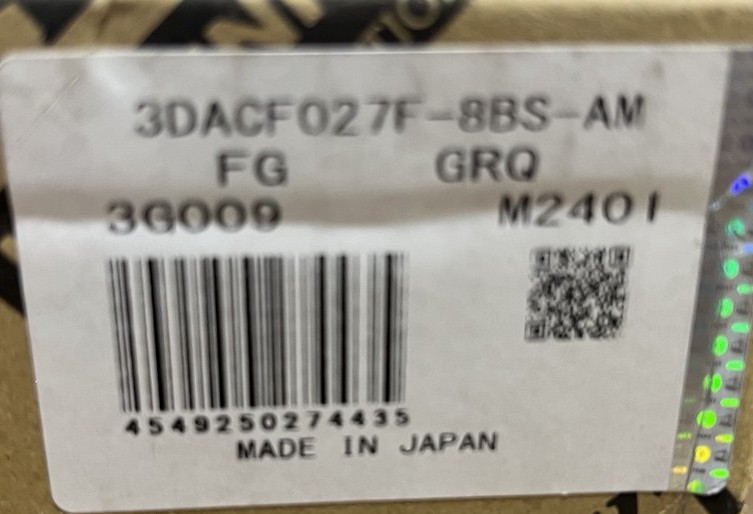 3DACF027F-8BS-AM
FG GRQ
3G009 M2401
4549250274435
MADE IN JAPAN